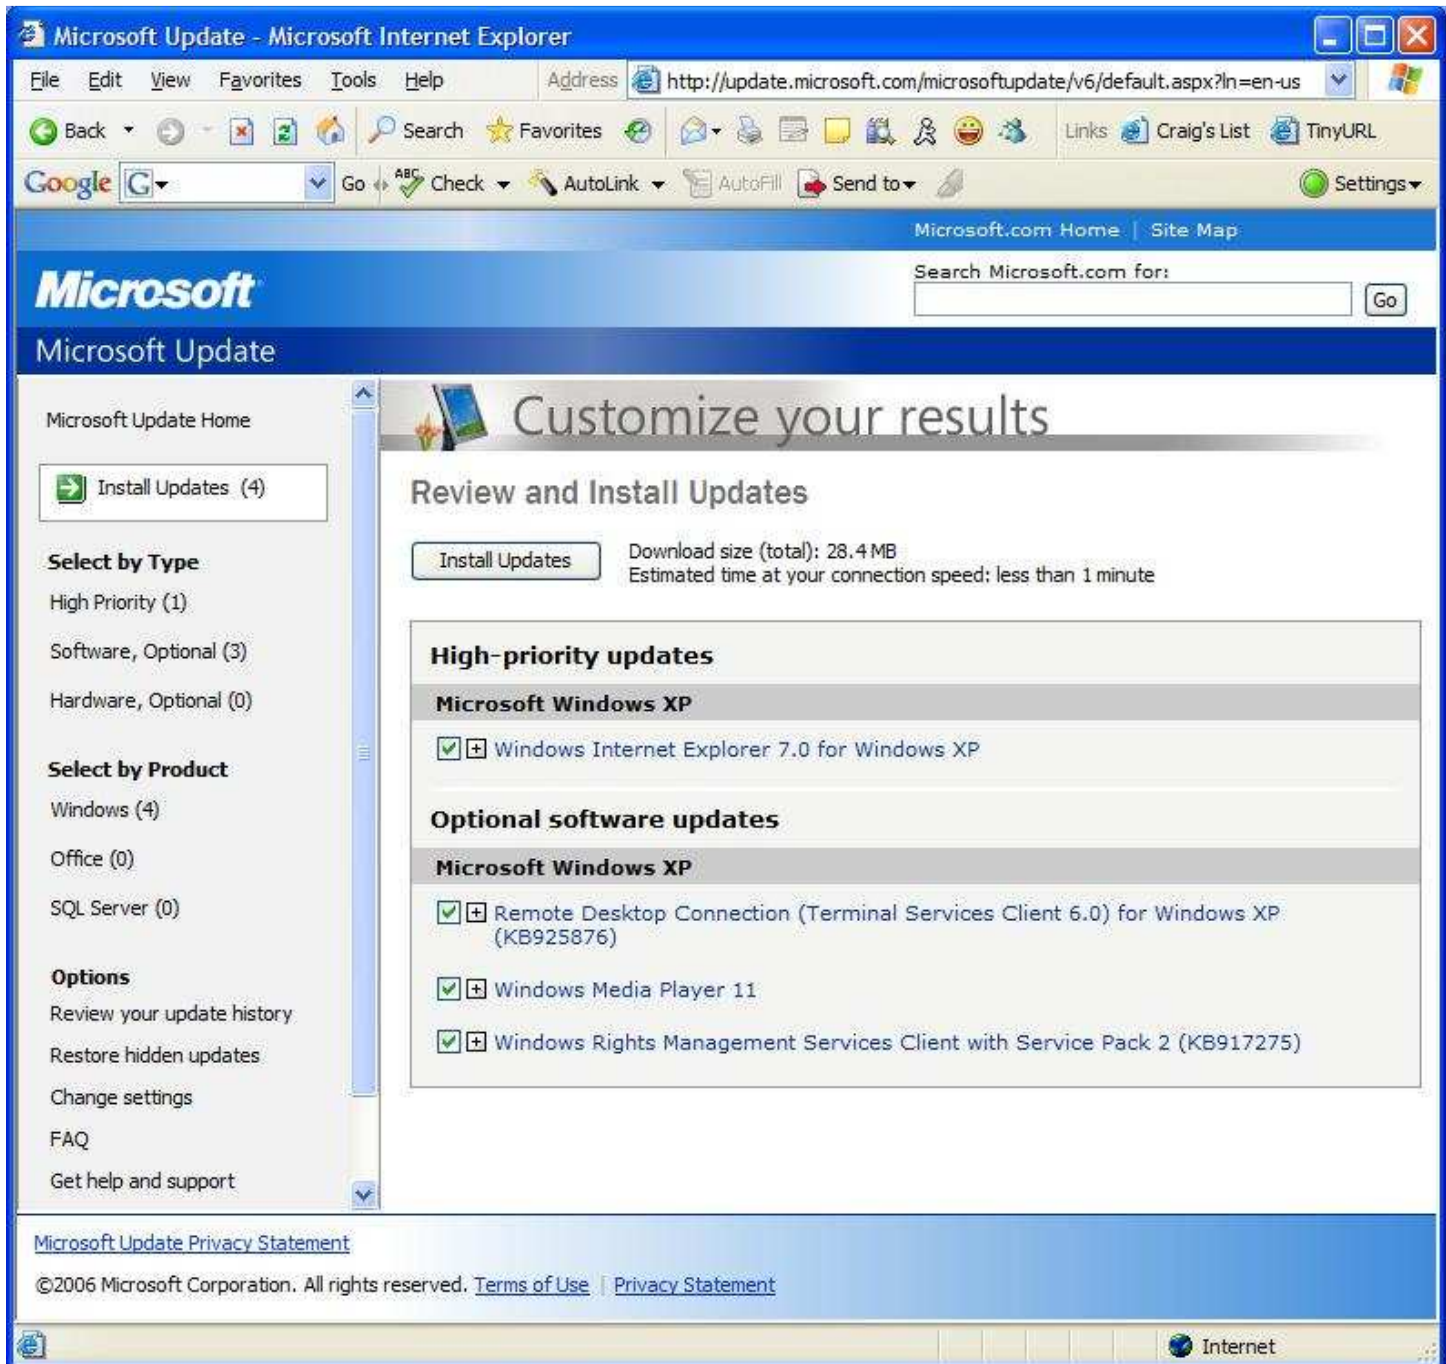 Microsoft Update - Microsoft Internet Explorer
File Edit View Favorites Tools Help Address http://update.microsoft.com/microsoftupdate/v6/default.aspx?ln=en-us
Back Search Favorites Links Craig's List TinyURL
Google G Go ABC Check AutoLink AutoFill Send to Settings
Microsoft.com Home | Site Map
Microsoft
Search Microsoft.com for:
Go
Microsoft Update
Microsoft Update Home
Install Updates (4)
Select by Type
High Priority (1)
Software, Optional (3)
Hardware, Optional (0)
Select by Product
Windows (4)
Office (0)
SQL Server (0)
Options
Review your update history
Restore hidden updates
Change settings
FAQ
Get help and support
Customize your results
Review and Install Updates
Install Updates
Download size (total): 28.4 MB
Estimated time at your connection speed: less than 1 minute
High-priority updates
Microsoft Windows XP
Windows Internet Explorer 7.0 for Windows XP
Optional software updates
Microsoft Windows XP
Remote Desktop Connection (Terminal Services Client 6.0) for Windows XP
(KB925876)
Windows Media Player 11
Windows Rights Management Services Client with Service Pack 2 (KB917275)
Microsoft Update Privacy Statement
©2006 Microsoft Corporation. All rights reserved. Terms of Use | Privacy Statement
Internet